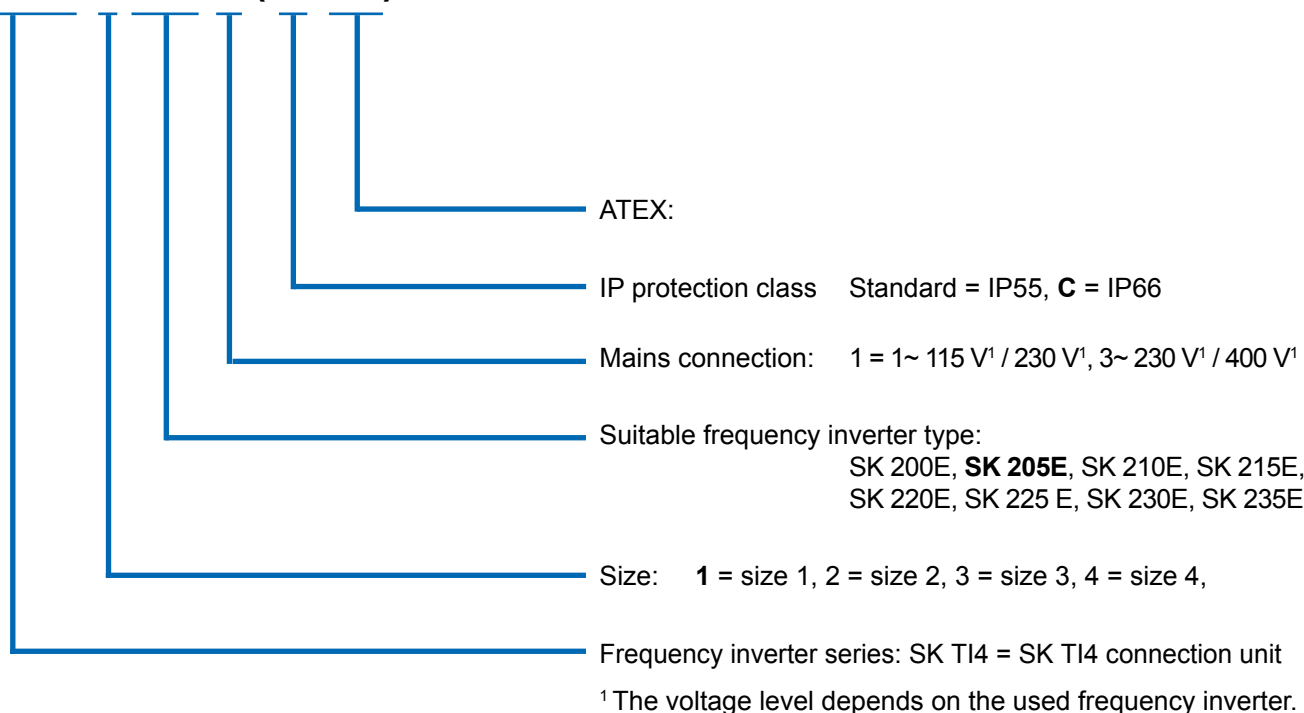 ATEX:
IP protection class Standard = IP55, C = IP66
Mains connection: 1 = 1~ 115 V¹ / 230 V¹, 3~ 230 V¹ / 400 V¹
Suitable frequency inverter type:
SK 200E, SK 205E, SK 210E, SK 215E,
SK 220E, SK 225 E, SK 230E, SK 235E
Size: 1 = size 1, 2 = size 2, 3 = size 3, 4 = size 4,
Frequency inverter series: SK TI4 = SK TI4 connection unit
¹ The voltage level depends on the used frequency inverter.